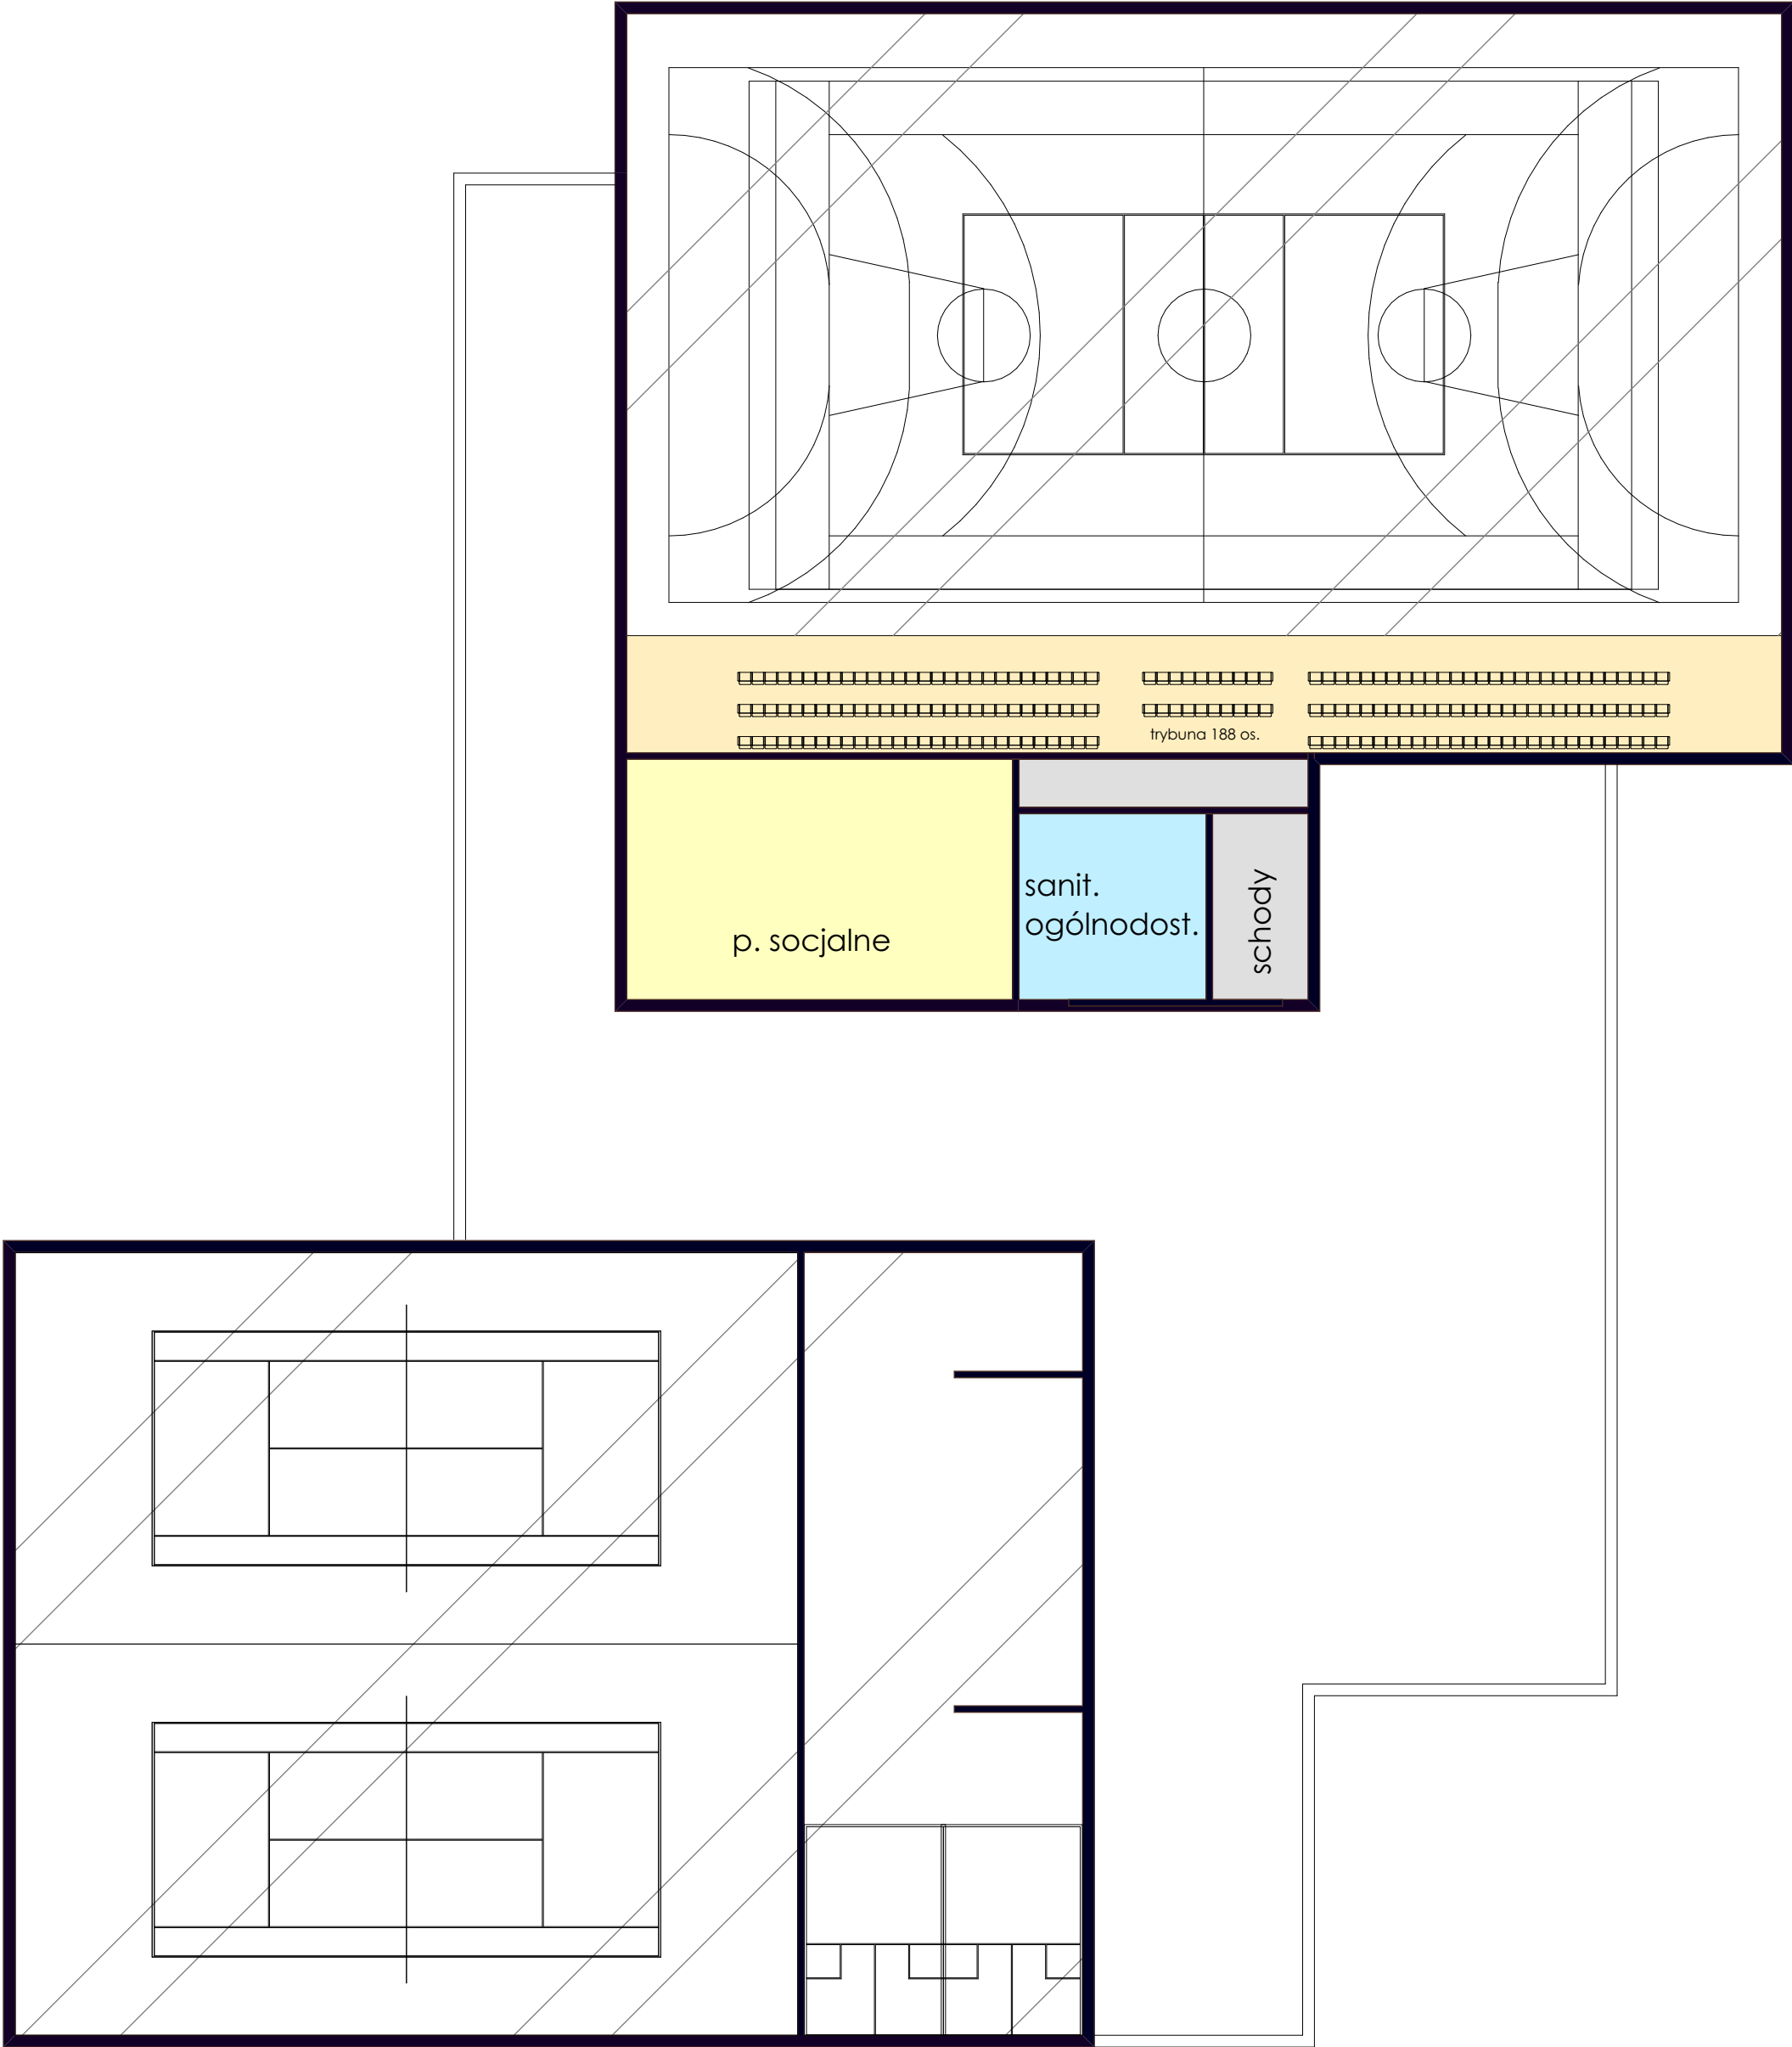 trybuna 188 os.
sanit.
ogólnodost.
schody
p. socjalne